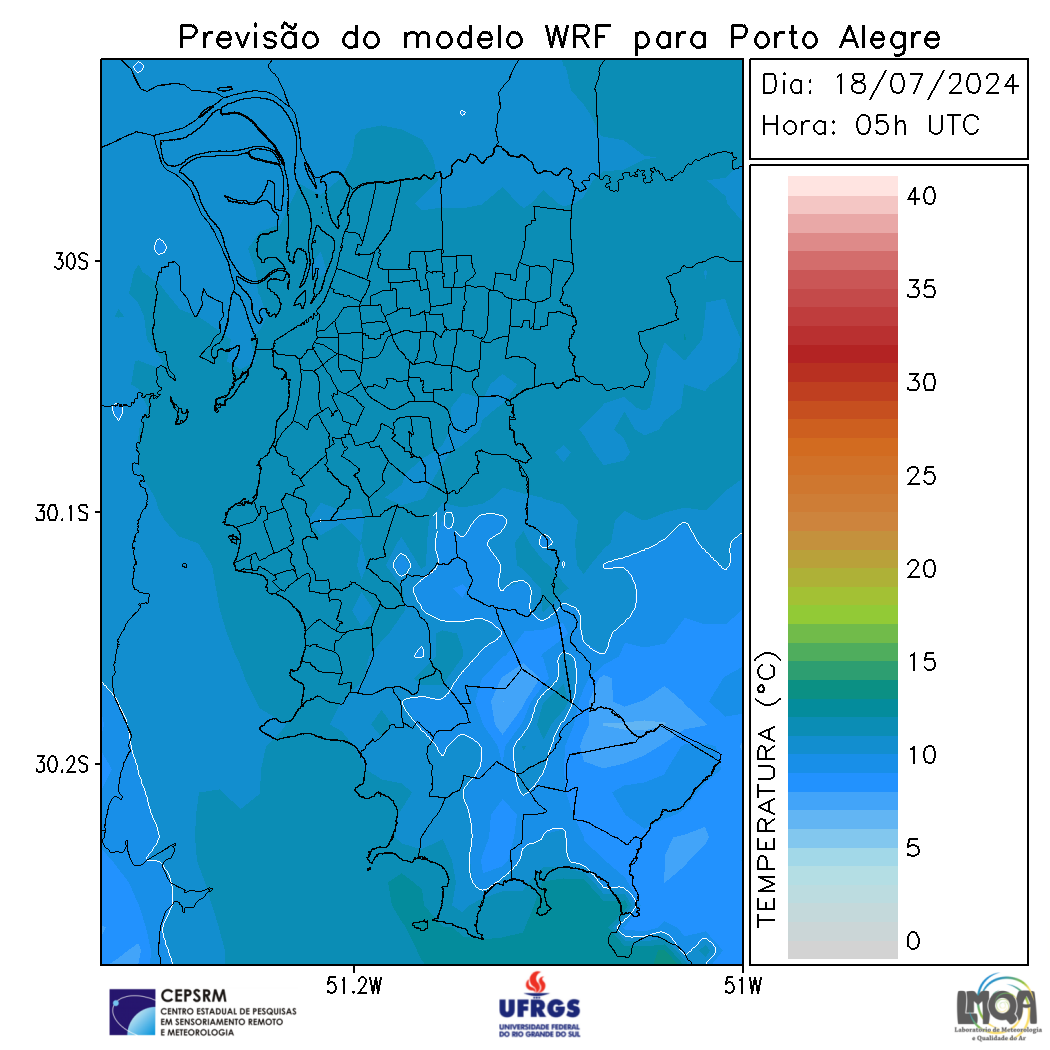 Previsão do modelo WRF para Porto Alegre
Dia: 18/07/2024
Hora: 05h UTC
40
35
30
25
20
15
10
5
0
TEMPERATURA (°C)
30S
30.1S
30.2S
51.2W
51W
CEPSRM
CENTRO ESTADUAL DE PESQUISAS
EM SENSORIAMENTO REMOTO
E METEOROLOGIA
UFRGS
UNIVERSIDADE FEDERAL
DO RIO GRANDE DO SUL
LMQA
Laboratório de Meteorologia
e Qualidade do Ar